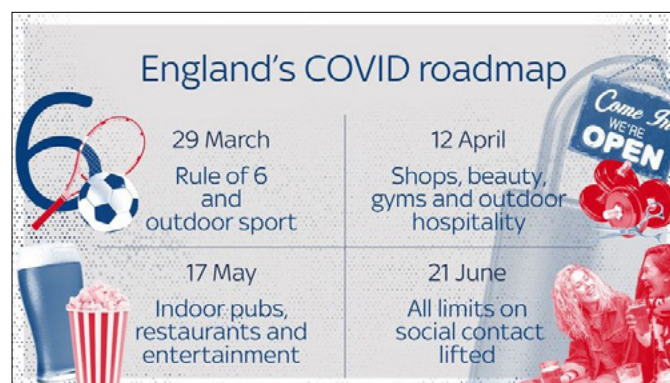 England's COVID roadmap
6
29 March
Rule of 6
and
outdoor sport
12 April
Shops, beauty,
gyms and outdoor
hospitality
Come In
WE'RE
OPEN
17 May
Indoor pubs,
restaurants and
entertainment
21 June
All limits on
social contact
lifted